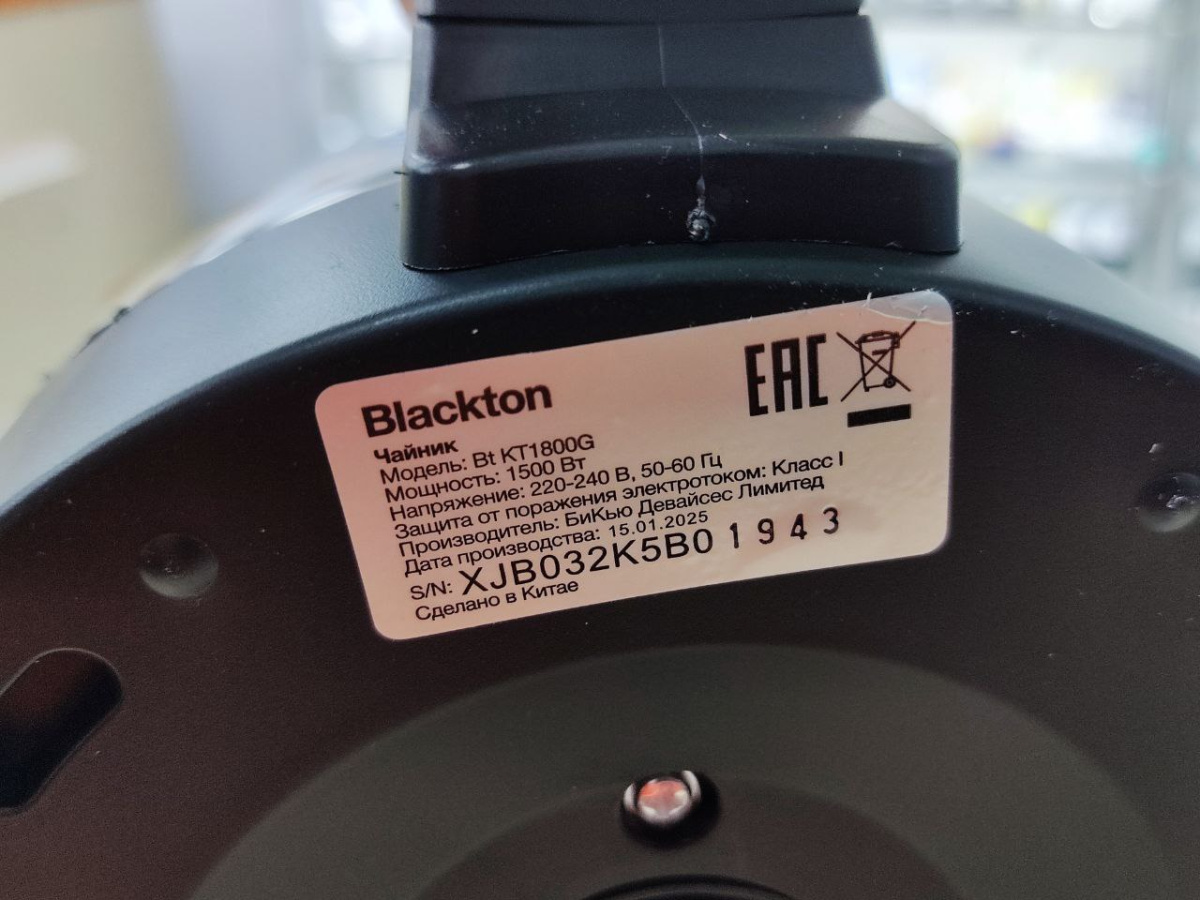 Blackton
EAC
Чайник
Модель: Bt KT1800G
Мощность: 1500 Вт
Напряжение: 220-240 В, 50-60 Гц
Защита от поражения электротоком: Класс I
Производитель: БиКью Девайсес Лимитед
Дата производства: 15.01.2025
S/N: XJB032K5B01943
Сделано в Китае